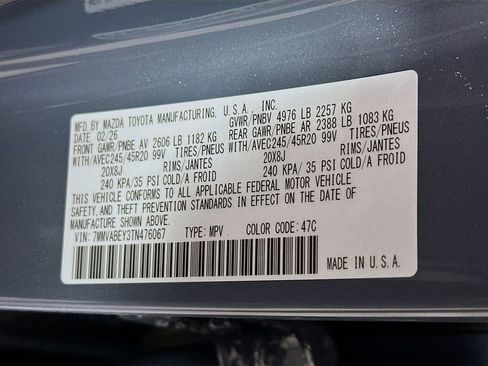 MFD. BY MAZDA TOYOTA MANUFACTURING, U.S.A., INC.
DATE: 02/26 GVWR/PNBV 4976 LB 2257 KG
FRONT GAWR/PNBE AV 2606 LB 1182 KG REAR GAWR/PNBE AR 2388 LB 1083 KG
WITH/AVEC245/45R20 99V TIRES/PNEUS WITH/AVEC245/45R20 99V TIRES/PNEUS
20X8J RIMS/JANTES 20X8J RIMS/JANTES
240 KPA/ 35 PSI COLD/A FROID 240 KPA/ 35 PSI COLD/A FROID
THIS VEHICLE CONFORMS TO ALL APPLICABLE FEDERAL MOTOR VEHICLE
SAFETY, AND THEFT PREVENTION STANDARDS IN EFFECT ON THE DATE OF
MANUFACTURE SHOWN ABOVE.
VIN: 7MMVABEY3TN476067 TYPE: MPV COLOR CODE: 47C
MADE IN U.S.A.